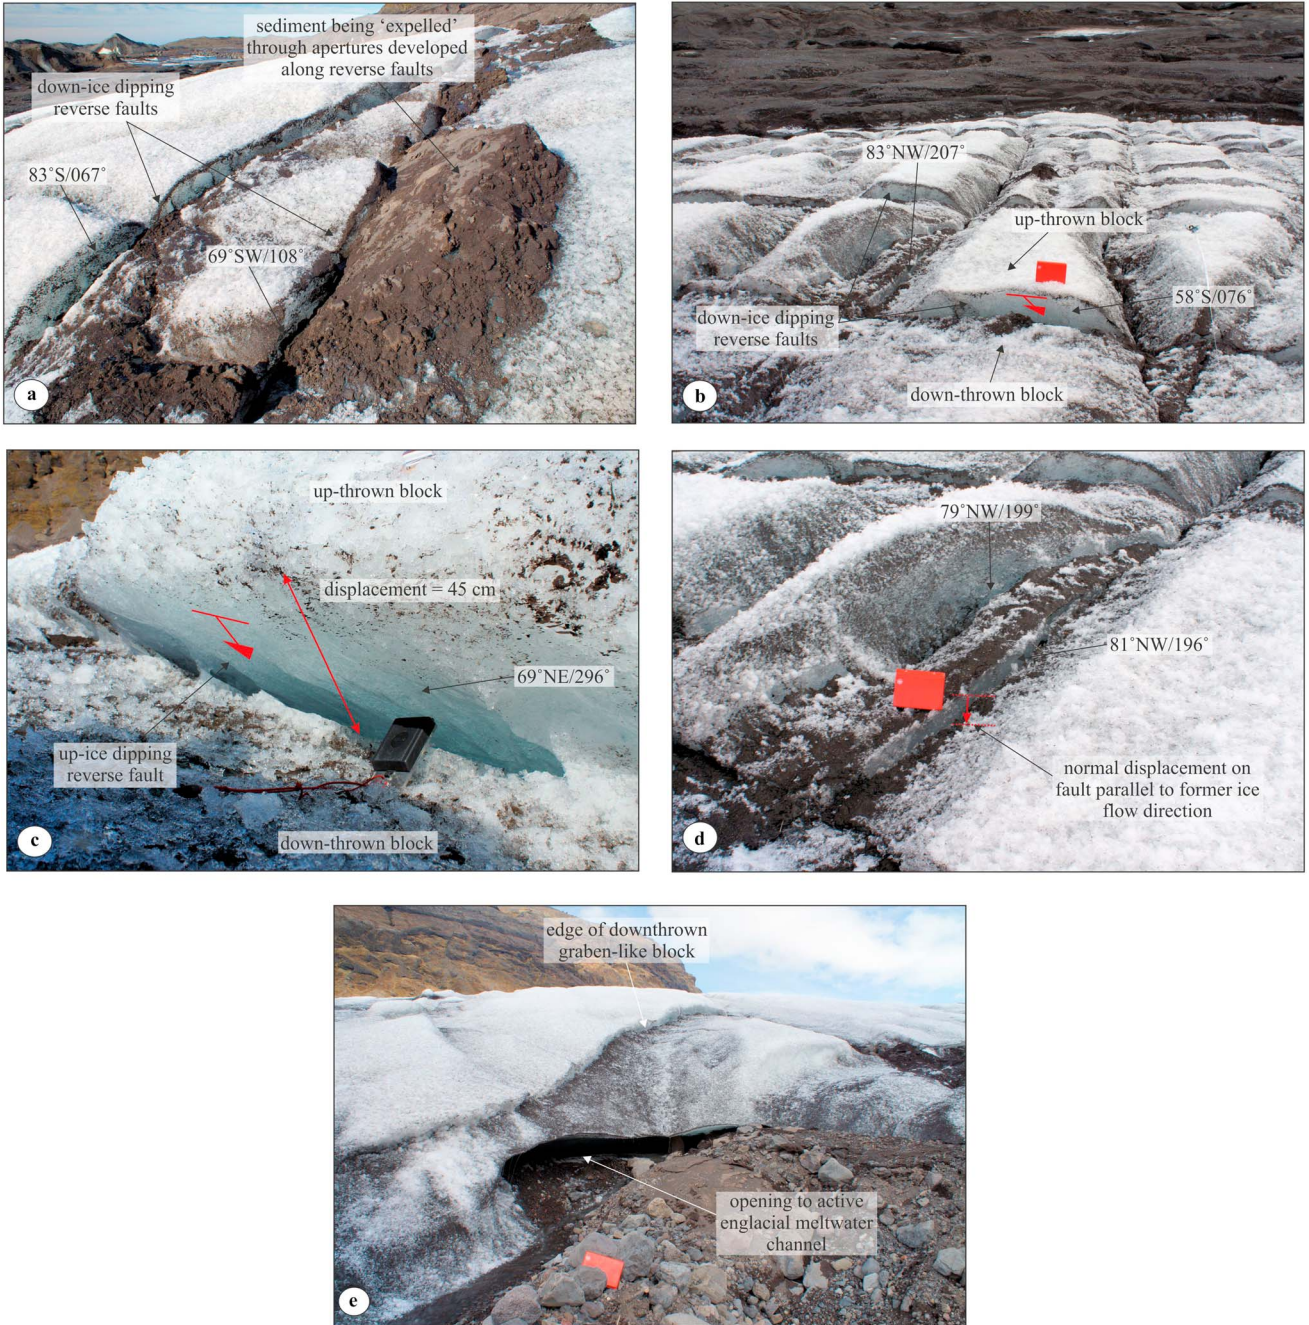 sediment being ‘expelled’
through apertures developed
along reverse faults
down-ice dipping
reverse faults
83˚S/067˚
69˚SW/108˚
a
83˚NW/207˚
up-thrown block
58˚S/076˚
down-ice dipping
reverse faults
down-thrown block
b
up-thrown block
displacement = 45 cm
69˚NE/296˚
up-ice dipping
reverse fault
down-thrown block
c
79˚NW/199˚
81˚NW/196˚
normal displacement on
fault parallel to former ice
flow direction
d
edge of downthrown
graben-like block
opening to active
englacial meltwater
channel
e